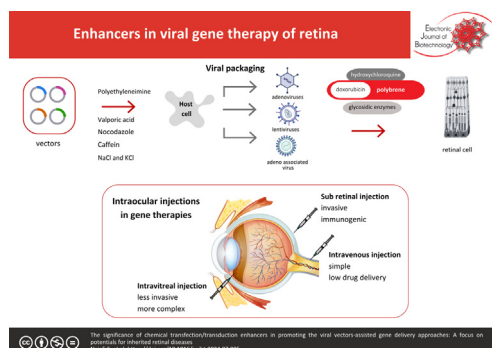 Enhancers in viral gene therapy of retina
Electronic
Journal of
Biotechnology
Viral packaging
vectors
Polyethyleneimine
Valporic acid
Nocodazole
Caffein
NaCl and KCl
Host
cell
adenoviruses
lentiviruses
adeno associated
virus
hydroxychloroquine
doxorubicin
polybrene
glycosidic enzymes
retinal cell
Intraocular injections
in gene therapies
Sub retinal injection
invasive
immunogenic
Intravenous injection
simple
low drug delivery
Intravitreal injection
less invasive
more complex
The significance of chemical transfection/transduction enhancers in promoting the viral vectors-assisted gene delivery approaches: A focus on
potentials for inherited retinal diseases